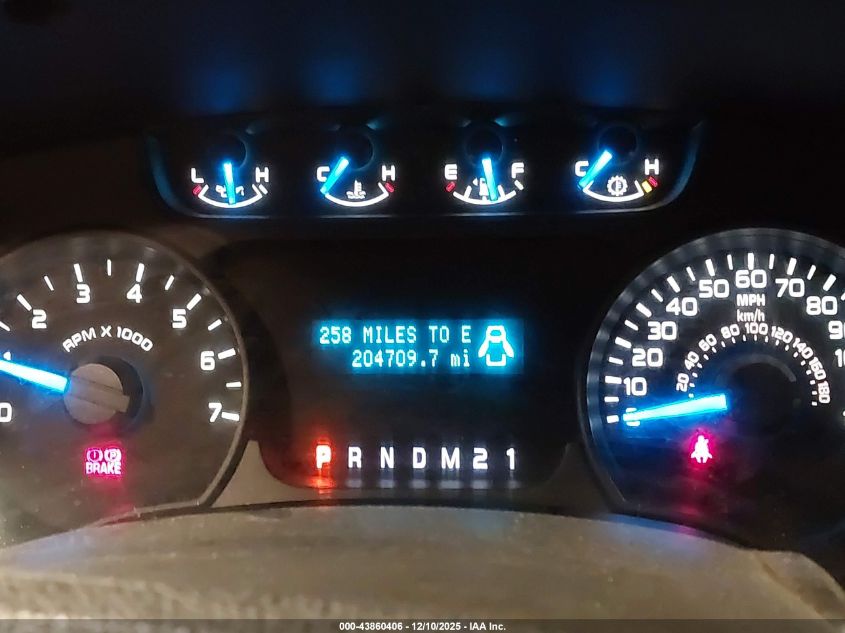 L H C H E F C H
0 1 2 3 4 5 6 7
RPM X 1000
BRAKE
258 MILES TO E
204709.7 mi
P R N D M 2 1
0 10 20 30 40 50 60 70 80
MPH
km/h
20 40 60 80 100 120 140 160 180
000-43860406 - 12/10/2025 - IAA Inc.